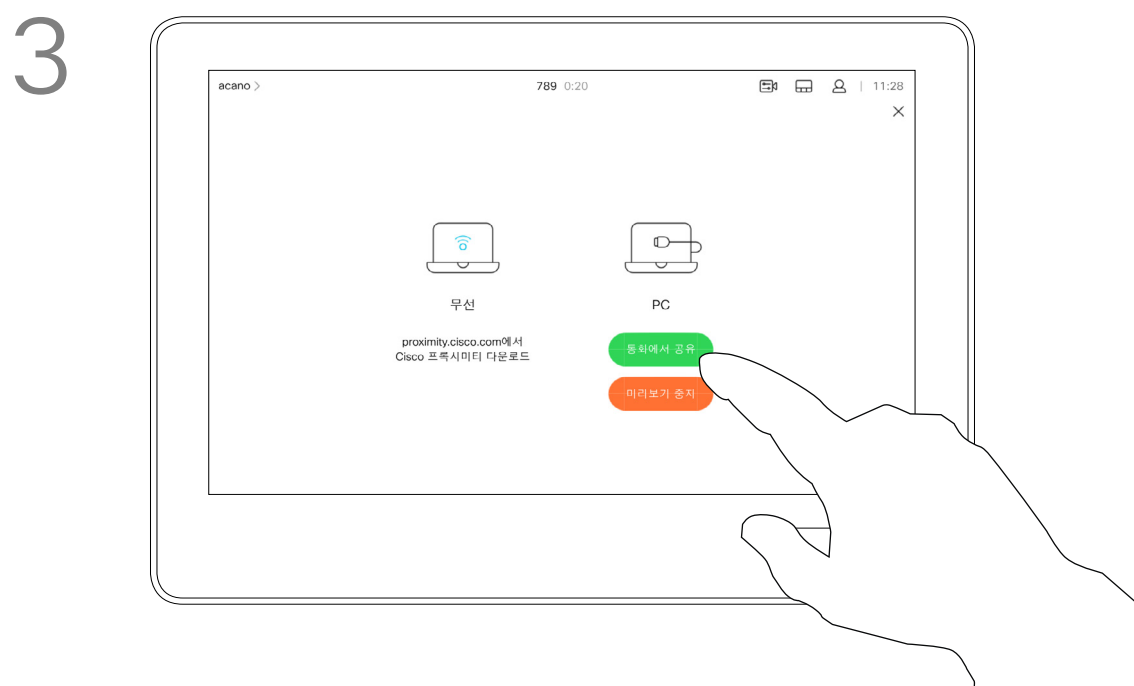 3
acano >
789 0:20
11:28
무선
PC
proximity.cisco.com에서
Cisco 프록시미티 다운로드
통화에서 공유
미리보기 중지